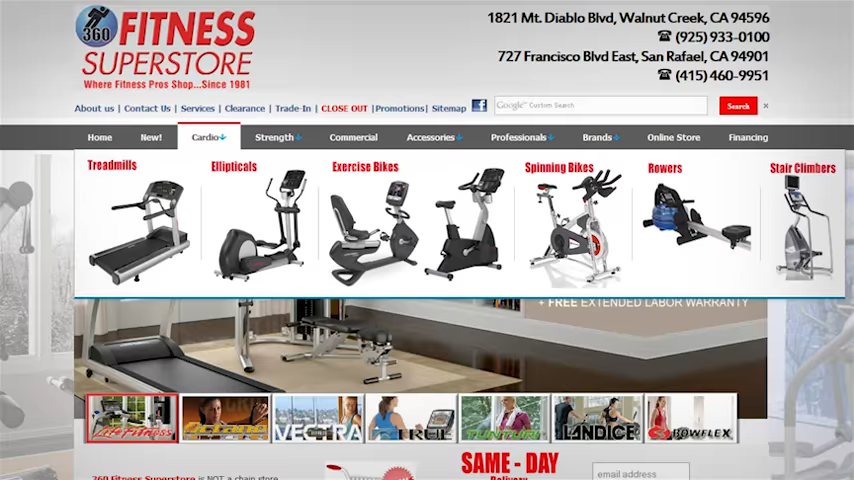 360 FITNESS
SUPERSTORE
Where Fitness Pros Shop...Since 1981
1821 Mt. Diablo Blvd, Walnut Creek, CA 94596
☎ (925) 933-0100
727 Francisco Blvd East, San Rafael, CA 94901
☎ (415) 460-9951
About us | Contact Us | Services | Clearance | Trade-In | CLOSE OUT |Promotions| Sitemap
Google™ Custom Search
Search
×
Home New! Cardio Strength Commercial Accessories Professionals Brands Online Store Financing
Treadmills Ellipticals Exercise Bikes Spinning Bikes Rowers Stair Climbers
+ FREE EXTENDED LABOR WARRANTY
LifeFitness Octane VECTRA TRUE TUNTURI LANDICE BOWFLEX
SAME - DAY
Delivery
360 Fitness Superstore is NOT a chain store
email address